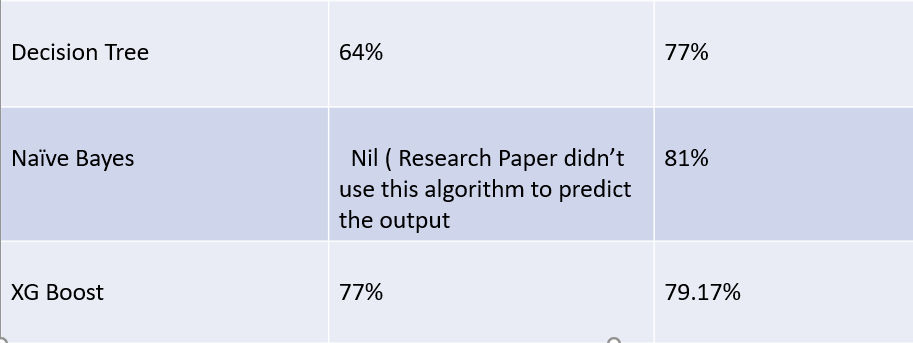 Decision Tree 64% 77%
Naïve Bayes Nil ( Research Paper didn’t 81%
use this algorithm to predict
the output
XG Boost 77% 79.17%